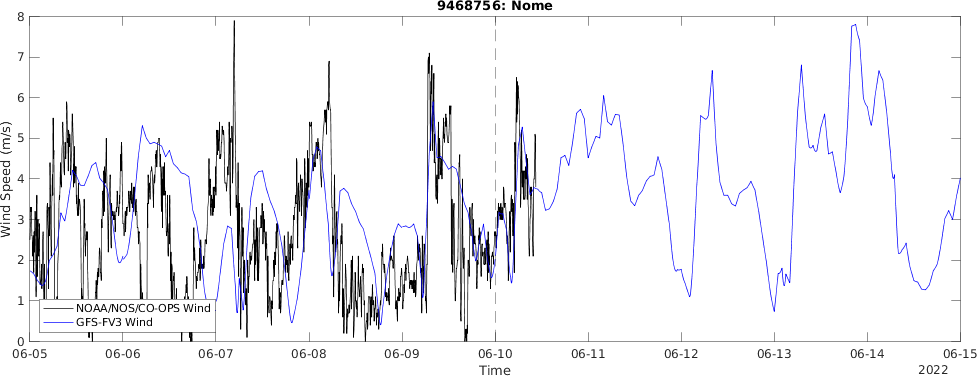 9468756: Nome
8
7
6
5
4
3
2
1
0
Wind Speed (m/s)
NOAA/NOS/CO-OPS Wind
GFS-FV3 Wind
06-05 06-06 06-07 06-08 06-09 06-10 06-11 06-12 06-13 06-14 06-15
Time
2022